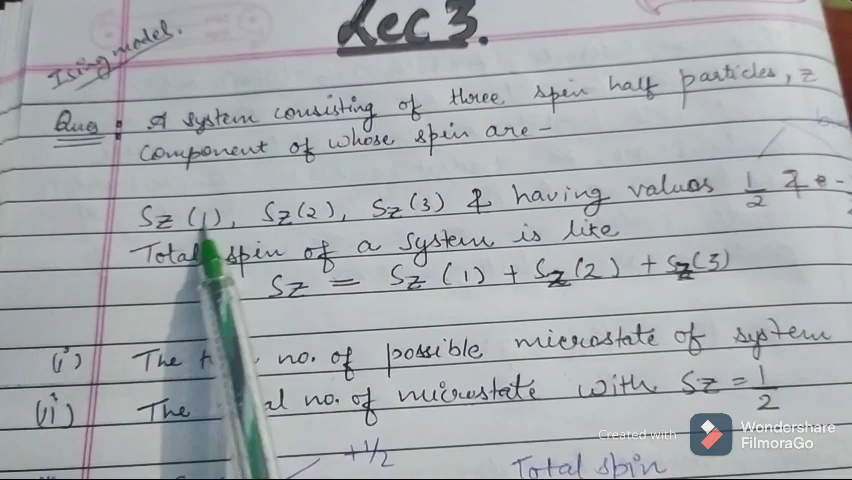 Lec 3.
Ising model.
Ques: A system consisting of three spin half particles, z
component of whose spin are -
Sz (1), Sz(2), Sz(3) & having values 1/2 &
Total spin of a system is like
Sz = Sz (1) + Sz(2) + Sz(3)
(i) The no. of possible microstate of system
(ii) The no. of microstate with Sz = 1/2
+1/2
Total spin
Created with Wondershare FilmoraGo